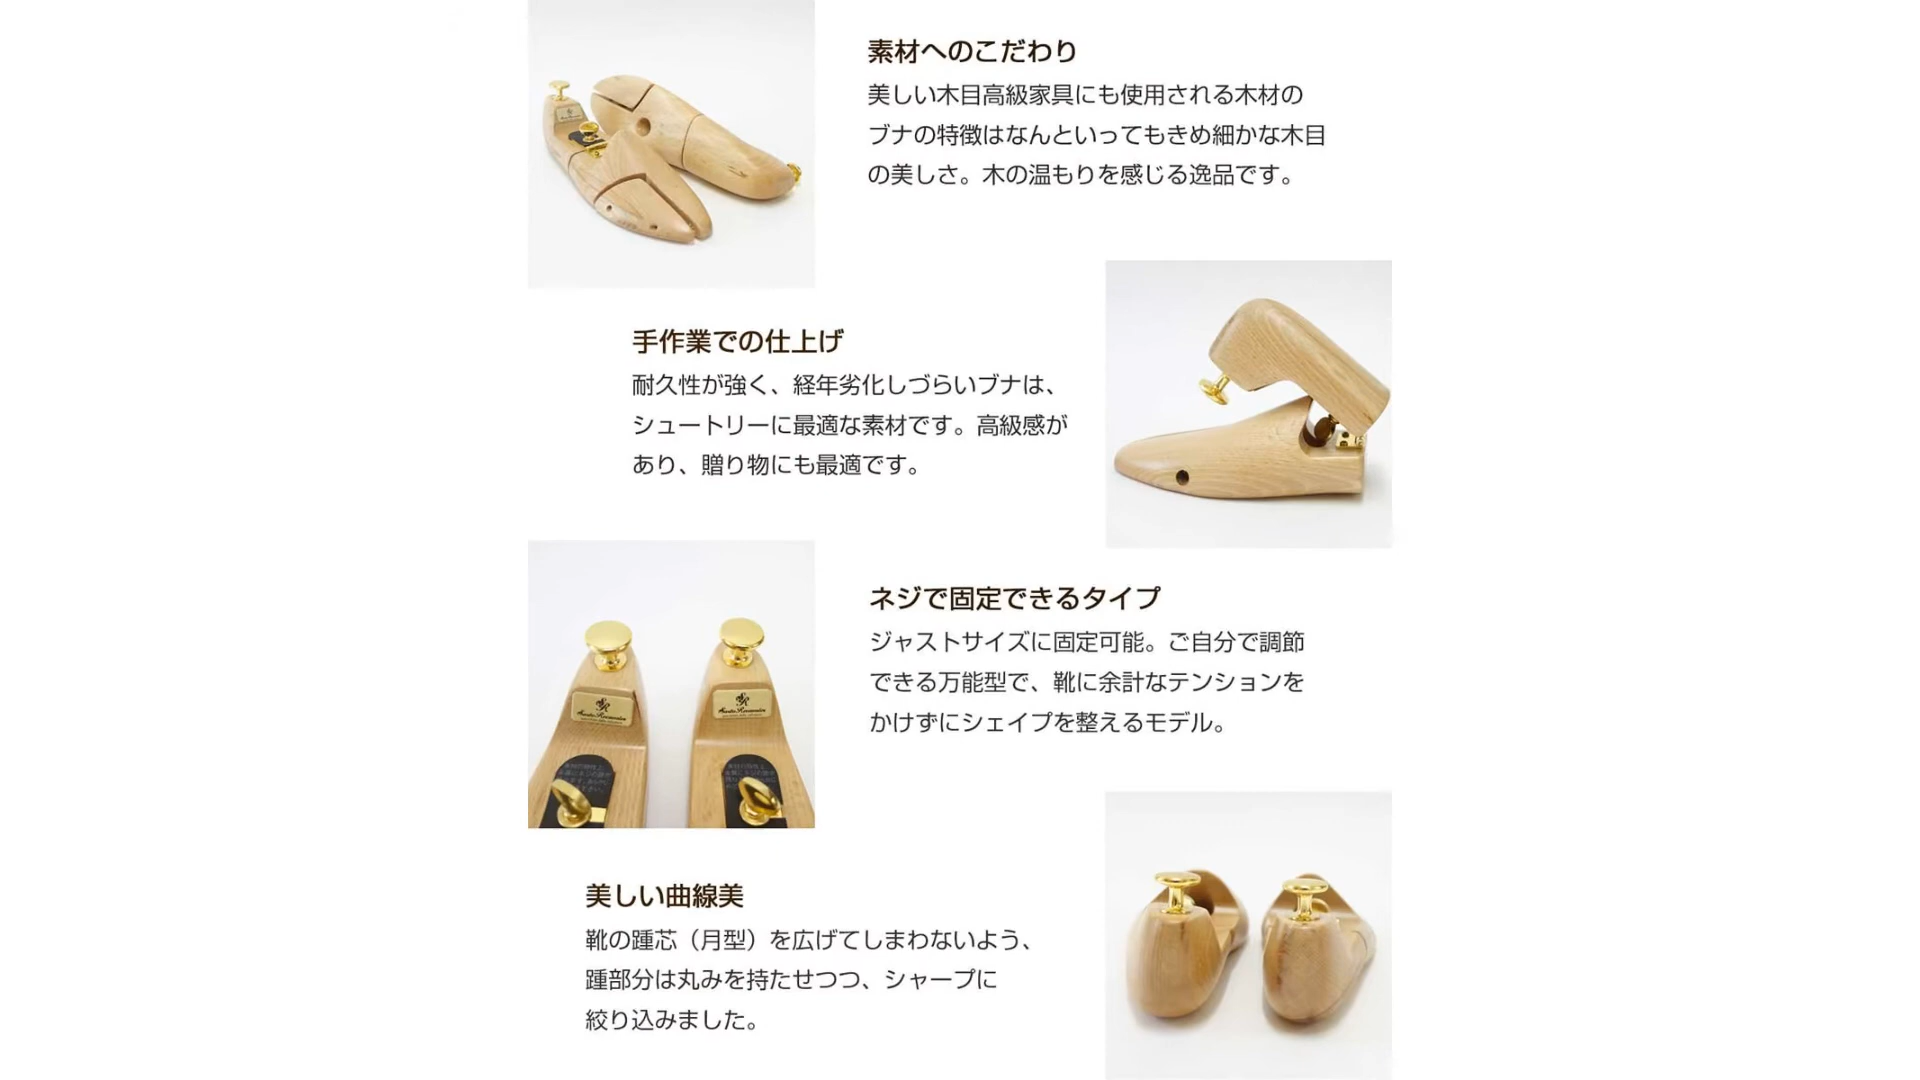 素材へのこだわり
美しい木目高級家具にも使用される木材の
ブナの特徴はなんといってもきめ細かな木目
の美しさ。木の温もりを感じる逸品です。
手作業での仕上げ
耐久性が強く、経年劣化しづらいブナは、
シュートリーに最適な素材です。高級感が
あり、贈り物にも最適です。
ネジで固定できるタイプ
ジャストサイズに固定可能。ご自分で調節
できる万能型で、靴に余計なテンションを
かけずにシェイプを整えるモデル。
SR
SR
美しい曲線美
靴の踵芯（月型）を広げてしまわないよう、
踵部分は丸みを持たせつつ、シャープに
絞り込みました。